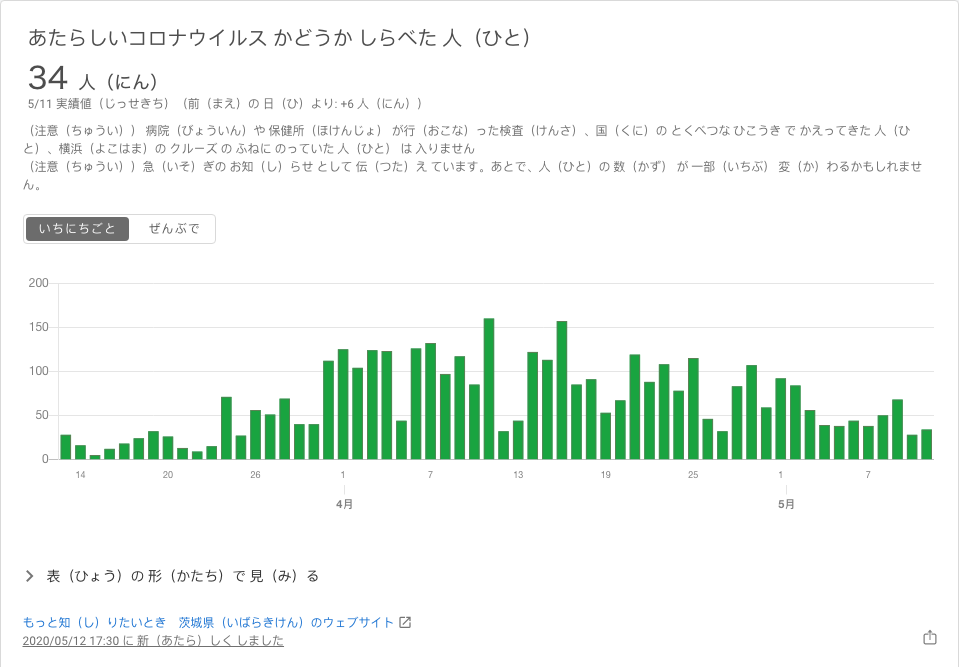 あたらしいコロナウイルス かどうか しらべた 人（ひと）
34 人（にん）
5/11 実績値（じっせきち）（前（まえ）の 日（ひ）より: +6 人（にん））
（注意（ちゅうい）） 病院（びょういん）や 保健所（ほけんじょ） が行（おこな）った検査（けんさ）、国（くに）の とくべつな ひこうき で かえってきた 人（ひ
と）、横浜（よこはま）の クルーズ の ふねに のっていた 人（ひと） は 入りません
（注意（ちゅうい））急（いそ）ぎの お知（し）らせ として 伝（つた）え ています。あとで、人（ひと）の 数（かず） が 一部（いちぶ） 変（か）わるかもしれませ
ん。
いちにちごと ぜんぶで
200
150
100
50
0
14 20 26 1 7 13 19 25 1 7
4月 5月
表（ひょう）の 形（かたち）で 見（み）る
もっと知（し）りたいとき 茨城県（いばらきけん）のウェブサイト
2020/05/12 17:30 に 新（あたら）しく しました